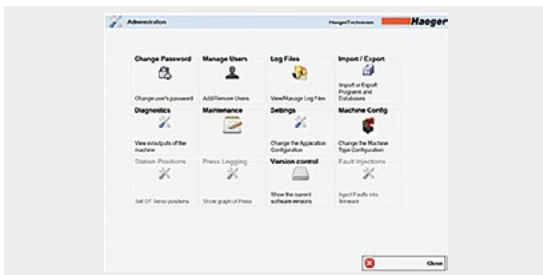 Administration
HaegerTechnician
Haeger
Change Password
Manage Users
Log Files
Import / Export
Change user's password
Add/Remove Users
View/Manage Log Files
Import or Export
Programs and
Databases
Diagnostics
Maintenance
Settings
Machine Config
View in/outputs of the
machine
Change the Application
Configuration
Change the Machine
Type Configuration
Station Positions
Press Logging
Version control
Fault Injections
Set OT Servo positions
Show graph of Press
Show the current
software versions
Inject Faults into
firmware
Close